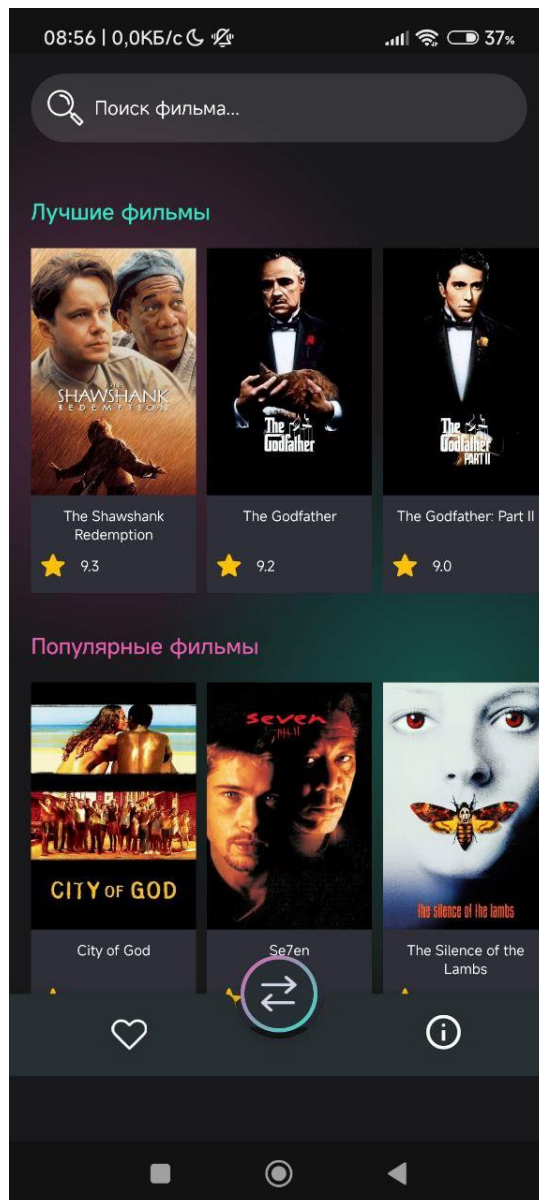 08:56 | 0,0КБ/с 37%
Поиск фильма...
Лучшие фильмы
THE
SHAWSHANK
REDEMPTION
The
Godfather
The
Godfather
PART II
The Shawshank
Redemption
The Godfather
The Godfather: Part II
9.3
9.2
9.0
Популярные фильмы
CITY OF GOD
seven
the silence of the lambs
City of God
Se7en
The Silence of the
Lambs